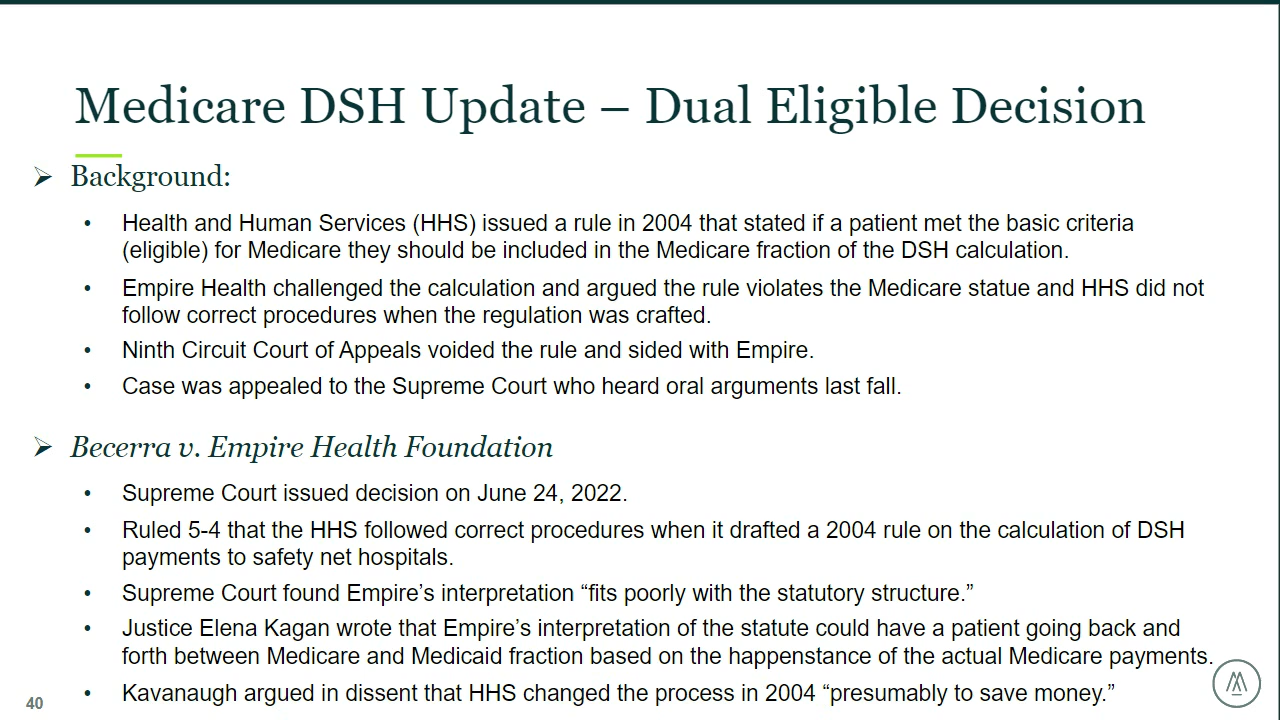 Medicare DSH Update – Dual Eligible Decision
➢ Background:
• Health and Human Services (HHS) issued a rule in 2004 that stated if a patient met the basic criteria
(eligible) for Medicare they should be included in the Medicare fraction of the DSH calculation.
• Empire Health challenged the calculation and argued the rule violates the Medicare statue and HHS did not
follow correct procedures when the regulation was crafted.
• Ninth Circuit Court of Appeals voided the rule and sided with Empire.
• Case was appealed to the Supreme Court who heard oral arguments last fall.
➢ Becerra v. Empire Health Foundation
• Supreme Court issued decision on June 24, 2022.
• Ruled 5-4 that the HHS followed correct procedures when it drafted a 2004 rule on the calculation of DSH
payments to safety net hospitals.
• Supreme Court found Empire’s interpretation “fits poorly with the statutory structure.”
• Justice Elena Kagan wrote that Empire’s interpretation of the statute could have a patient going back and
forth between Medicare and Medicaid fraction based on the happenstance of the actual Medicare payments.
• Kavanaugh argued in dissent that HHS changed the process in 2004 “presumably to save money.”
40